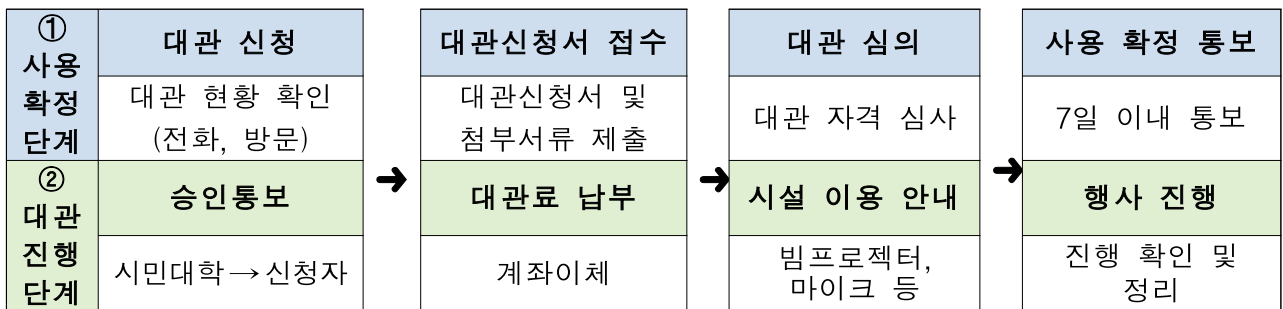 ①
사용
확정
단계
대관 신청
대관신청서 접수
대관 심의
사용 확정 통보
대관 현황 확인
(전화, 방문)
대관신청서 및
첨부서류 제출
대관 자격 심사
7일 이내 통보
②
대관
진행
단계
승인통보
➜
대관료 납부
➜
시설 이용 안내
➜
행사 진행
시민대학→신청자
계좌이체
빔프로젝터,
마이크 등
진행 확인 및
정리